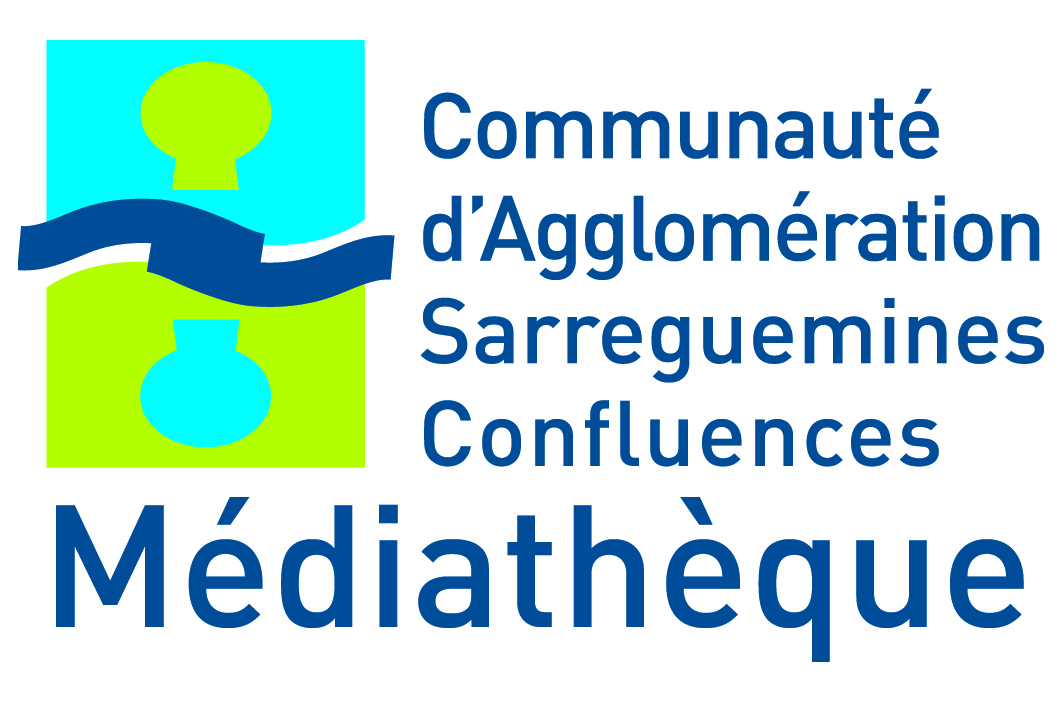 Communauté
d'Agglomération
Sarreguemines
Confluences
Médiathèque